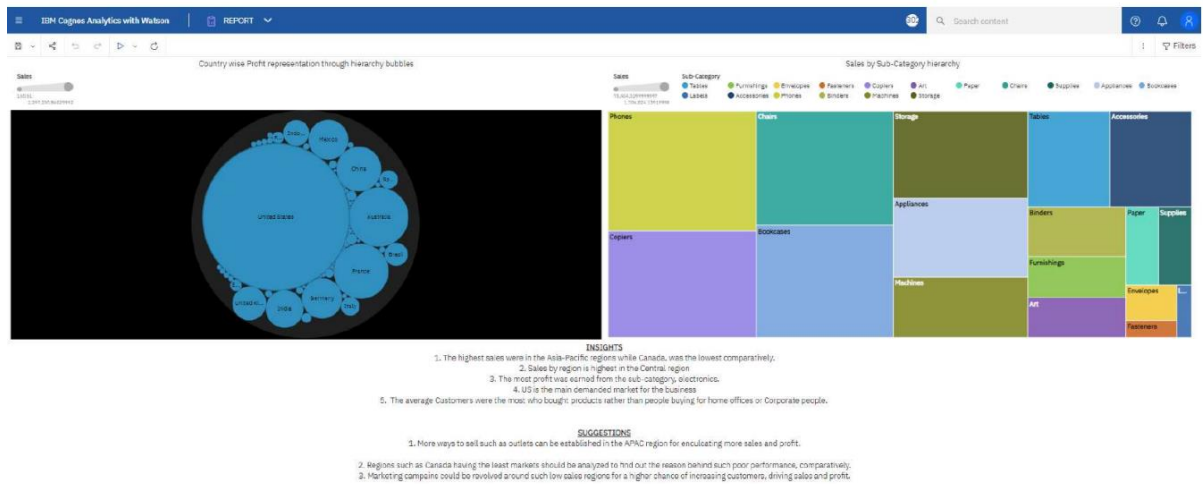 IBM Cognos Analytics with Watson
REPORT
Search content
Filters
Country wise Profit representation through hierarchy bubbles
Sales
United States
Indo...
Mexico
China
Australia
Brazil
France
Italy
Germany
India
United Ki...
Sales by Sub-Category hierarchy
Sales
Sub-Category
Tables
Furnishings
Envelopes
Fasteners
Copiers
Art
Paper
Chairs
Supplies
Appliances
Bookcases
Labels
Accessories
Phones
Binders
Machines
Storage
Phones
Chairs
Storage
Tables
Accessories
Appliances
Binders
Paper
Supplies
Copiers
Bookcases
Furnishings
Machines
Envelopes
L...
Art
Fasteners
INSIGHTS
1. The highest sales were in the Asia-Pacific regions while Canada, was the lowest comparatively.
2. Sales by region is highest in the Central region
3. The most profit was earned from the sub-category, electronics.
4. US is the main demanded market for the business
5. The average Customers were the most who bought products rather than people buying for home offices or Corporate people.
SUGGESTIONS
1. More ways to sell such as outlets can be established in the APAC region for enculcating more sales and profit.
2. Regions such as Canada having the least markets should be analyzed to find out the reason behind such poor performance, comparatively.
3. Marketing campains could be revolved around such low sales regions for a higher chance of increasing customers, driving sales and profit.